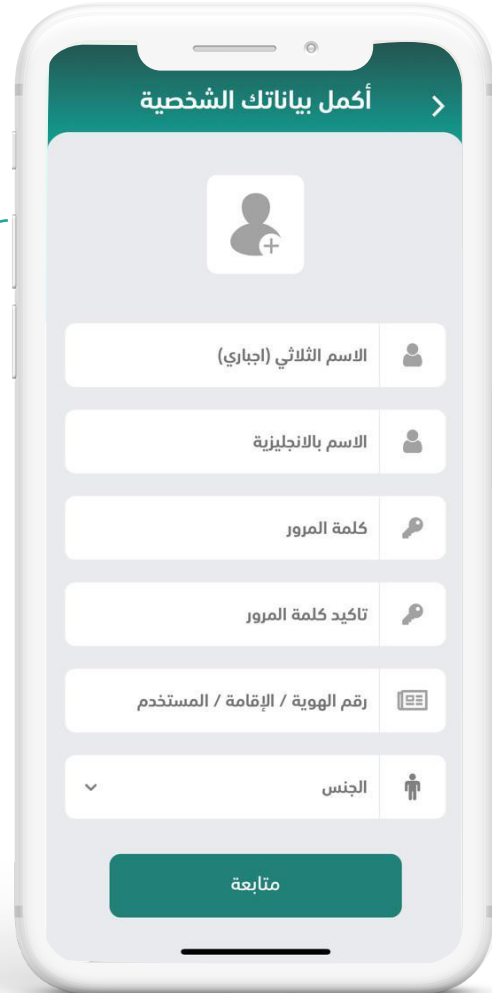 أكمل بياناتك الشخصية
الاسم الثلاثي (اجباري)
الاسم بالانجليزية
كلمة المرور
تاكيد كلمة المرور
رقم الهوية / الإقامة / المستخدم
الجنس
متابعة